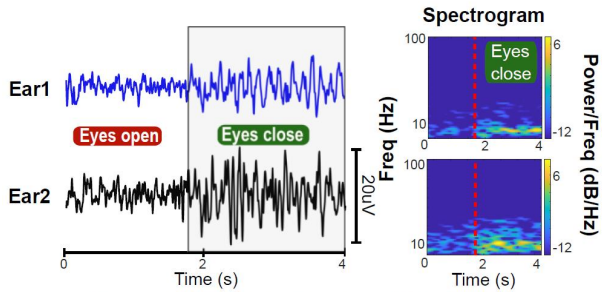 Spectrogram
Ear1
Eyes open
Eyes close
Ear2
20uV
0 2 4
Time (s)
Freq (Hz)
100
10
Eyes
close
6
-12
0 2 4
100
10
6
-12
0 2 4
Time (s)
Power/Freq (dB/Hz)